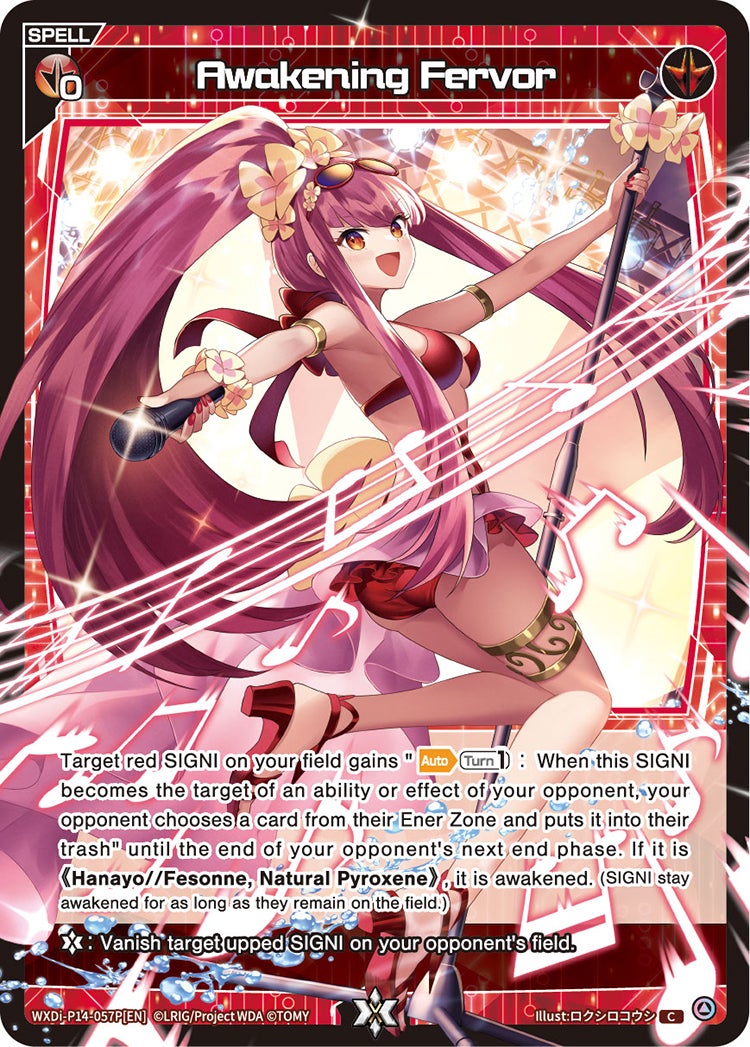 SPELL
0
Awakening Fervor
Target red SIGNI on your field gains " Auto Turn 1 : When this SIGNI
becomes the target of an ability or effect of your opponent, your
opponent chooses a card from their Ener Zone and puts it into their
trash" until the end of your opponent's next end phase. If it is
《Hanayo//Fesonne, Natural Pyroxene》, it is awakened. (SIGNI stay
awakened for as long as they remain on the field.)
: Vanish target upped SIGNI on your opponent's field.
WXDi-P14-057P[EN] ©LRIG/Project WDA ©TOMY
Illust:ロクシロコウシ C